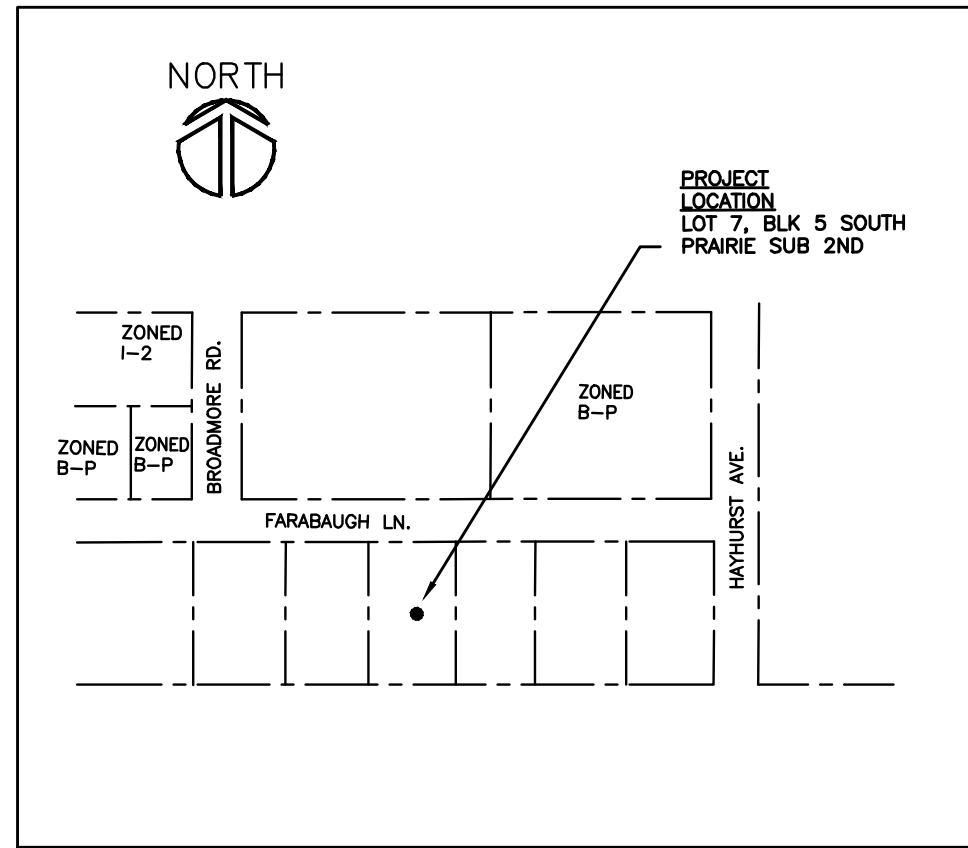 NORTH
PROJECT
LOCATION
LOT 7, BLK 5 SOUTH
PRAIRIE SUB 2ND
ZONED
I-2
BROADMORE RD.
ZONED
B-P
ZONED
B-P
ZONED
B-P
HAYHURST AVE.
FARABAUGH LN.